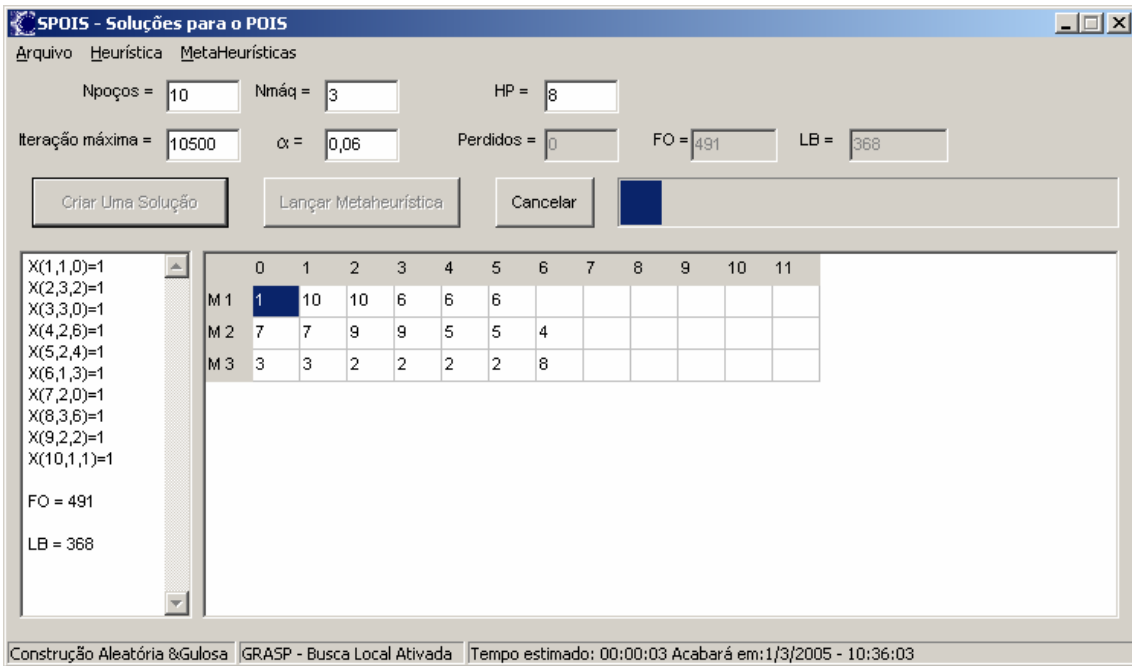 SPOIS - Soluções para o POIS
Arquivo Heurística MetaHeurísticas
Npoços = 10 Nmáq = 3 HP = 8
Iteração máxima = 10500 α = 0,06 Perdidos = 0 FO = 491 LB = 368
Criar Uma Solução Lançar Metaheurística Cancelar
X(1,1,0)=1
X(2,3,2)=1
X(3,3,0)=1
X(4,2,6)=1
X(5,2,4)=1
X(6,1,3)=1
X(7,2,0)=1
X(8,3,6)=1
X(9,2,2)=1
X(10,1,1)=1
FO = 491
LB = 368
0 1 2 3 4 5 6 7 8 9 10 11
M 1 1 10 10 6 6 6
M 2 7 7 9 9 5 5 4
M 3 3 3 2 2 2 2 8
Construção Aleatória &Gulosa GRASP - Busca Local Ativada Tempo estimado: 00:00:03 Acabará em:1/3/2005 - 10:36:03